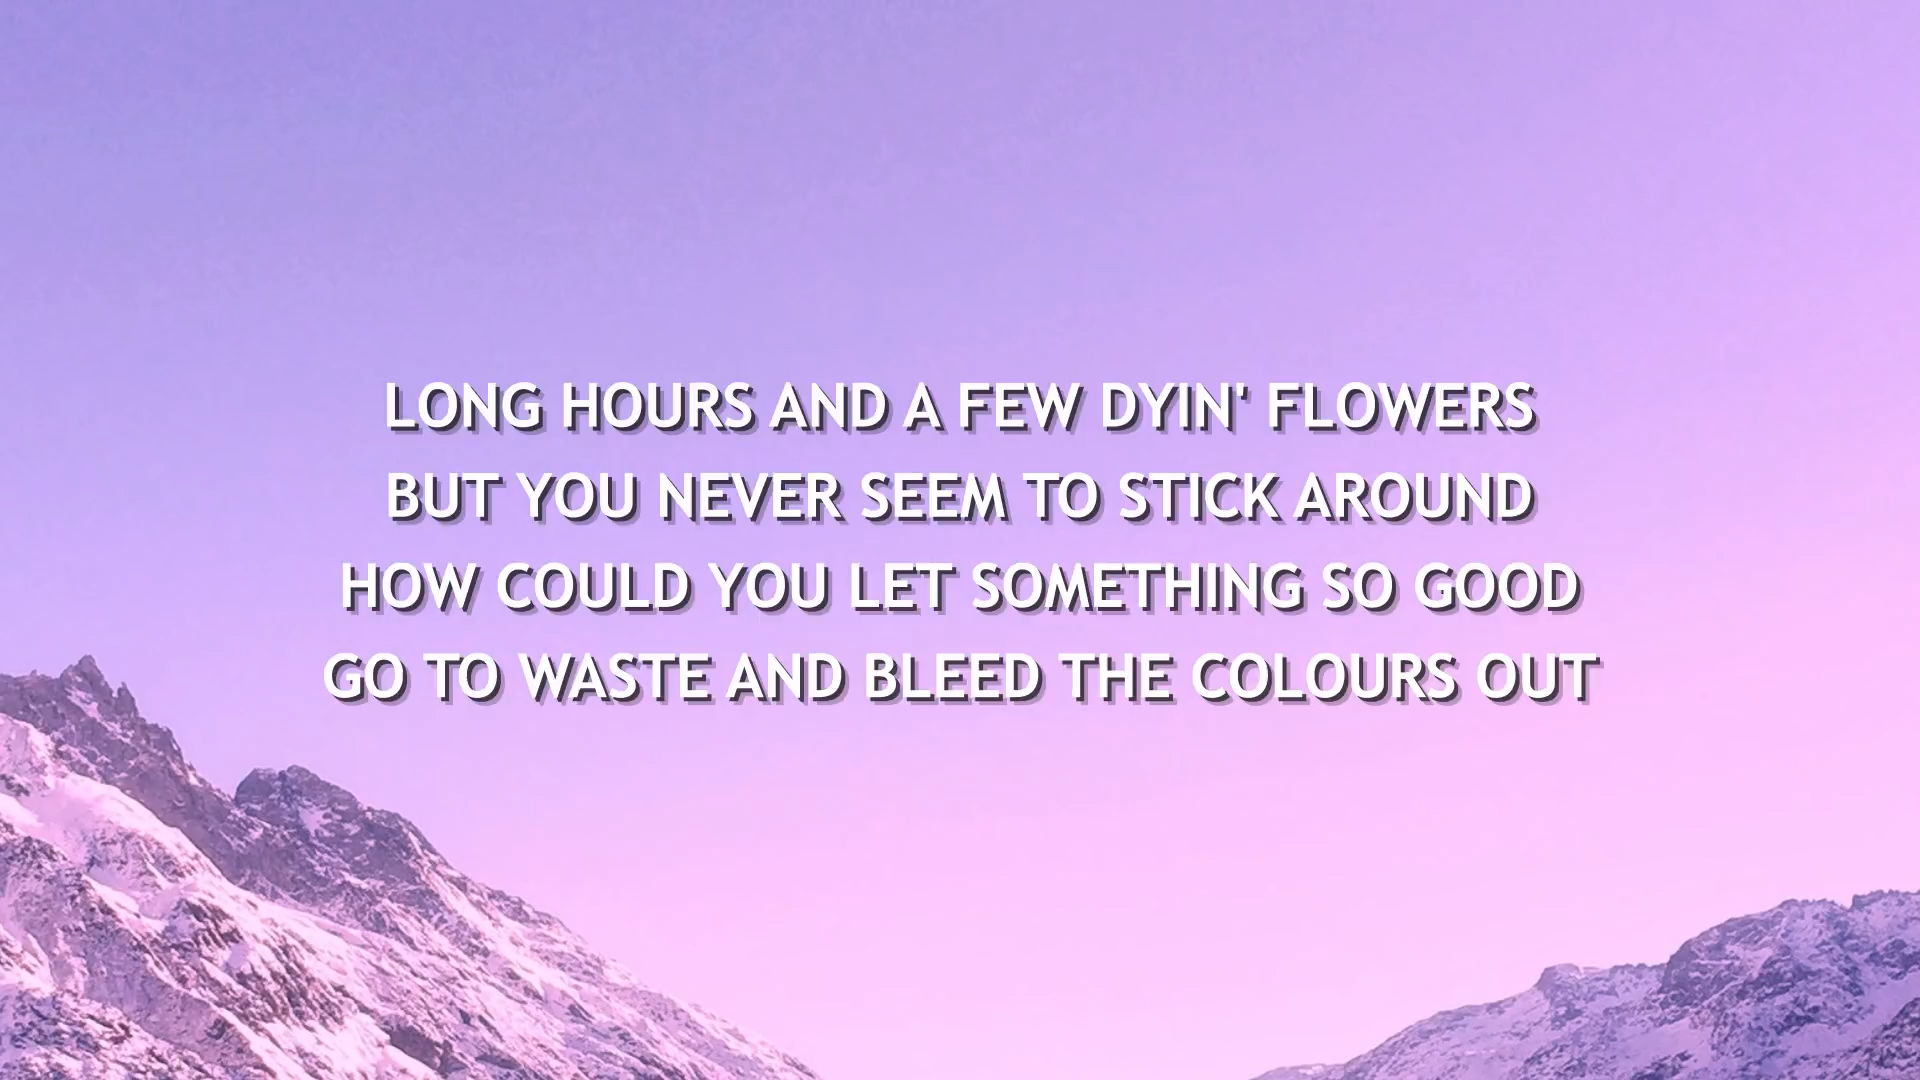 LONG HOURS AND A FEW DYIN' FLOWERS
BUT YOU NEVER SEEM TO STICK AROUND
HOW COULD YOU LET SOMETHING SO GOOD
GO TO WASTE AND BLEED THE COLOURS OUT